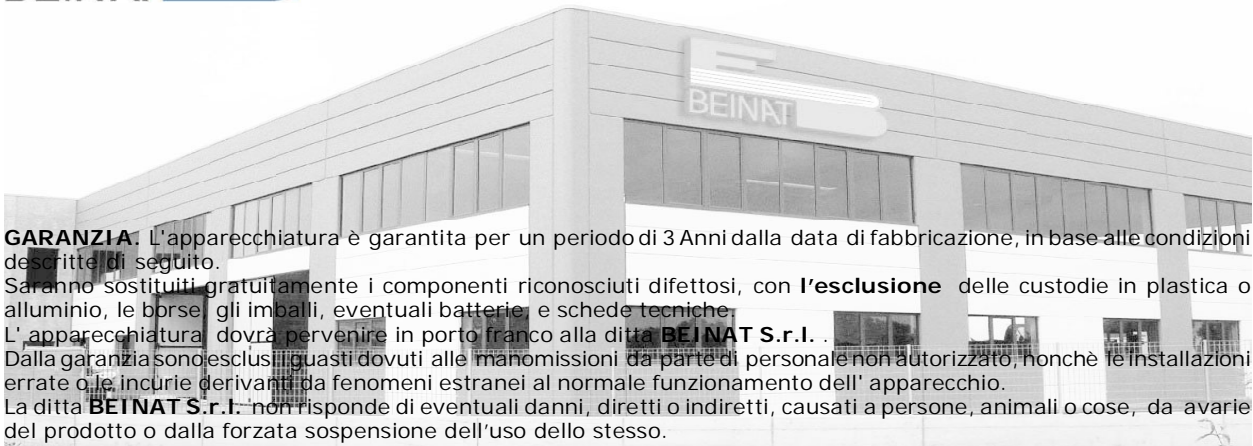 BEINAT
GARANZIA. L'apparecchiatura è garantita per un periodo di 3 Anni dalla data di fabbricazione, in base alle condizioni
descritte di seguito.
Saranno sostituiti gratuitamente i componenti riconosciuti difettosi, con l'esclusione delle custodie in plastica o
alluminio, le borse, gli imballi, eventuali batterie, e schede tecniche.
L' apparecchiatura dovrà pervenire in porto franco alla ditta BEINAT S.r.l. .
Dalla garanzia sono esclusi i guasti dovuti alle manomissioni da parte di personale non autorizzato, nonchè le installazioni
errate o le incurie derivanti da fenomeni estranei al normale funzionamento dell' apparecchio.
La ditta BEINAT S.r.l. non risponde di eventuali danni, diretti o indiretti, causati a persone, animali o cose, da avarie
del prodotto o dalla forzata sospensione dell'uso dello stesso.